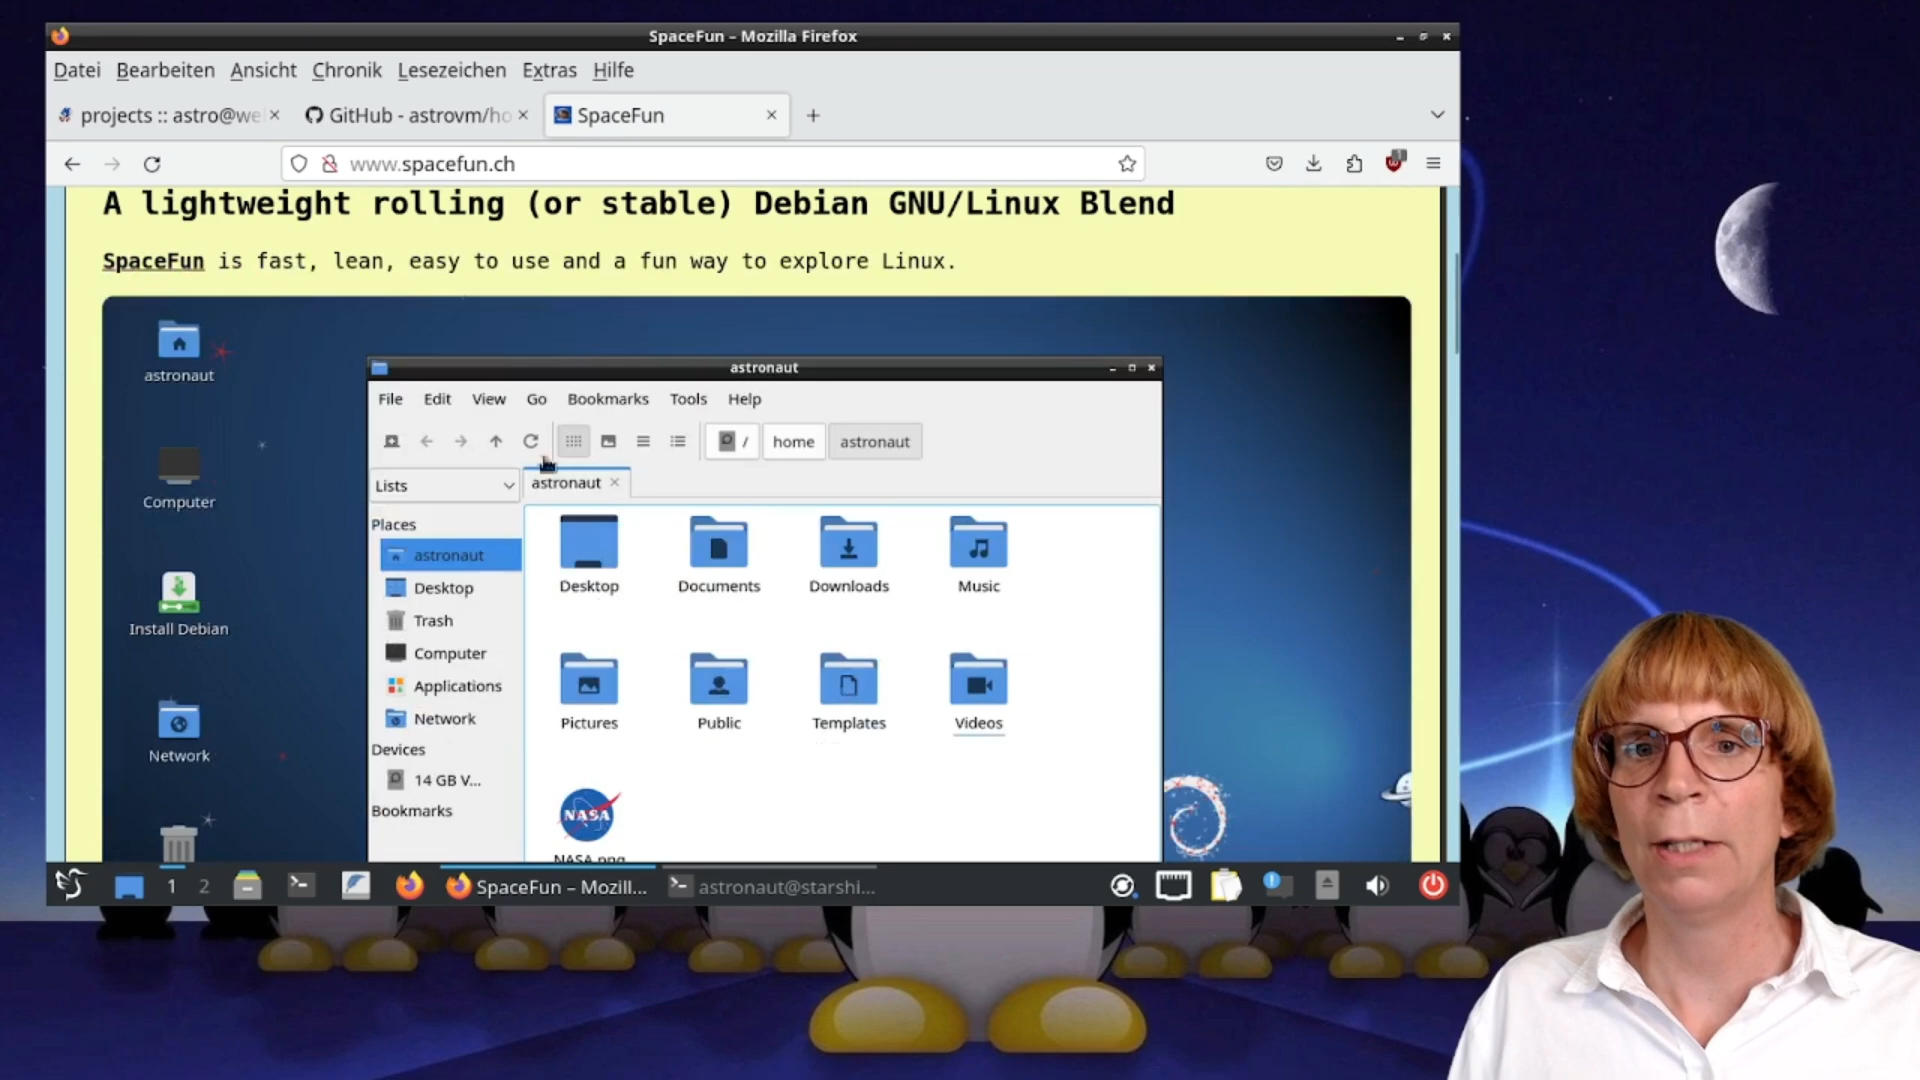 SpaceFun – Mozilla Firefox
Datei Bearbeiten Ansicht Chronik Lesezeichen Extras Hilfe
projects :: astro@we
GitHub - astrovm/ho
SpaceFun
www.spacefun.ch
A lightweight rolling (or stable) Debian GNU/Linux Blend
SpaceFun is fast, lean, easy to use and a fun way to explore Linux.
astronaut
Computer
Install Debian
Network
astronaut
File Edit View Go Bookmarks Tools Help
/ home astronaut
Lists
astronaut
Places
astronaut
Desktop
Trash
Computer
Applications
Network
Devices
14 GB V...
Bookmarks
Desktop Documents Downloads Music
Pictures Public Templates Videos
NASA
NASA.png
1 2
SpaceFun – Mozill...
astronaut@starshi...